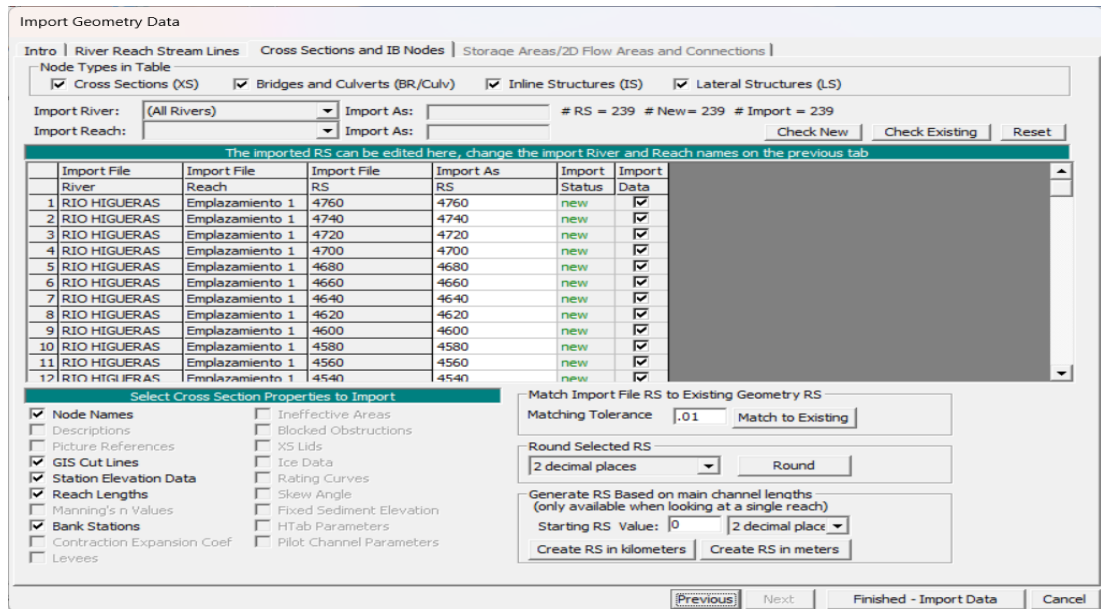 Import Geometry Data
Intro River Reach Stream Lines Cross Sections and IB Nodes Storage Areas/2D Flow Areas and Connections
Node Types in Table
Cross Sections (XS) Bridges and Culverts (BR/Culv) Inline Structures (IS) Lateral Structures (LS)
Import River: (All Rivers) Import As: # RS = 239 # New= 239 # Import = 239
Import Reach: Import As: Check New Check Existing Reset
The imported RS can be edited here, change the import River and Reach names on the previous tab
Import File Import File Import File Import As Import Import
River Reach RS RS Status Data
1 RIO HIGUERAS Emplazamiento 1 4760 4760 new
2 RIO HIGUERAS Emplazamiento 1 4740 4740 new
3 RIO HIGUERAS Emplazamiento 1 4720 4720 new
4 RIO HIGUERAS Emplazamiento 1 4700 4700 new
5 RIO HIGUERAS Emplazamiento 1 4680 4680 new
6 RIO HIGUERAS Emplazamiento 1 4660 4660 new
7 RIO HIGUERAS Emplazamiento 1 4640 4640 new
8 RIO HIGUERAS Emplazamiento 1 4620 4620 new
9 RIO HIGUERAS Emplazamiento 1 4600 4600 new
10 RIO HIGUERAS Emplazamiento 1 4580 4580 new
11 RIO HIGUERAS Emplazamiento 1 4560 4560 new
12 RIO HIGUERAS Emplazamiento 1 4540 4540 new
Select Cross Section Properties to Import
Node Names Ineffective Areas
Descriptions Blocked Obstructions
Picture References XS Lids
GIS Cut Lines Ice Data
Station Elevation Data Rating Curves
Reach Lengths Skew Angle
Manning's n Values Fixed Sediment Elevation
Bank Stations HTab Parameters
Contraction Expansion Coef Pilot Channel Parameters
Levees
Match Import File RS to Existing Geometry RS
Matching Tolerance .01 Match to Existing
Round Selected RS
2 decimal places Round
Generate RS Based on main channel lengths
(only available when looking at a single reach)
Starting RS Value: 0 2 decimal place
Create RS in kilometers Create RS in meters
Previous Next Finished - Import Data Cancel